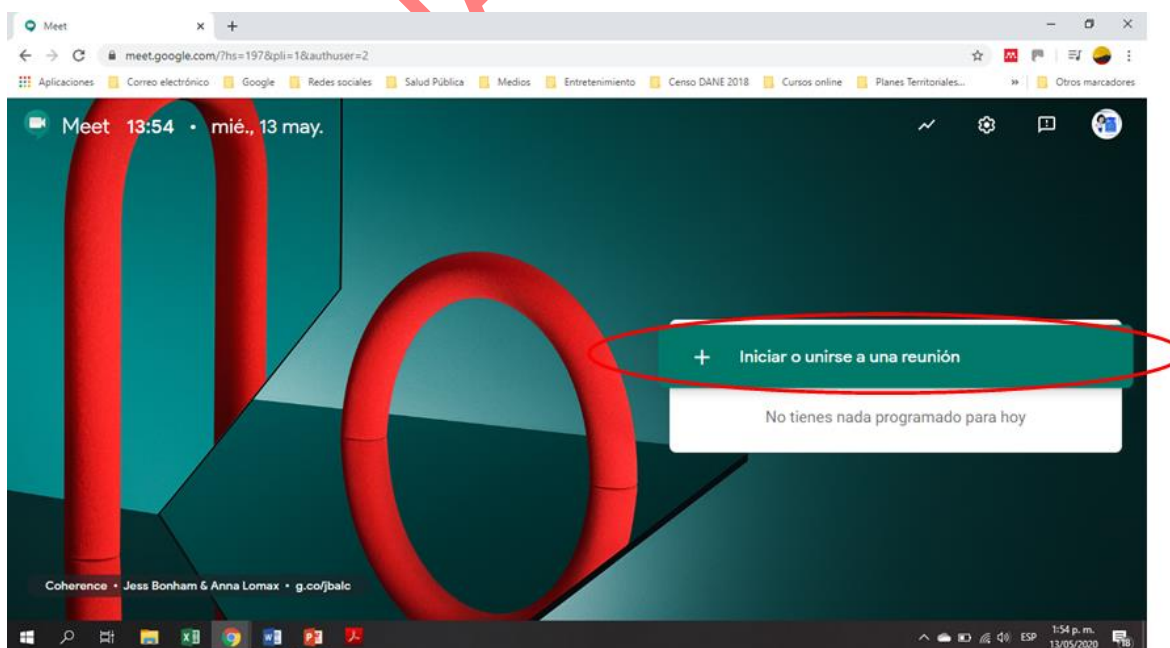 Meet
meet.google.com/?hs=197&pli=1&authuser=2
Aplicaciones Correo electrónico Google Redes sociales Salud Pública Medios Entretenimiento Censo DANE 2018 Cursos online Planes Territoriales... » Otros marcadores
Meet 13:54 • mié., 13 may.
+ Iniciar o unirse a una reunión
No tienes nada programado para hoy
Coherence • Jess Bonham & Anna Lomax • g.co/jbalc
ESP 1:54 p. m.
13/05/2020